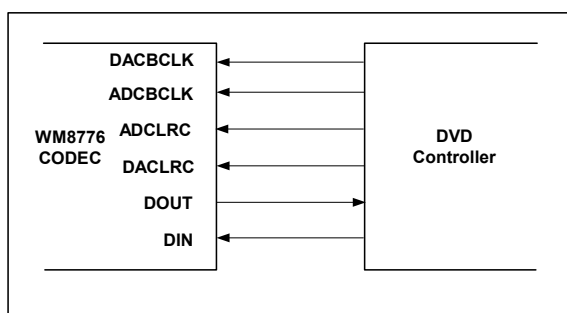 DACBCLK
ADCBCLK
ADCLRC
WM8776
CODEC
DACLRC
DOUT
DIN
DVD
Controller